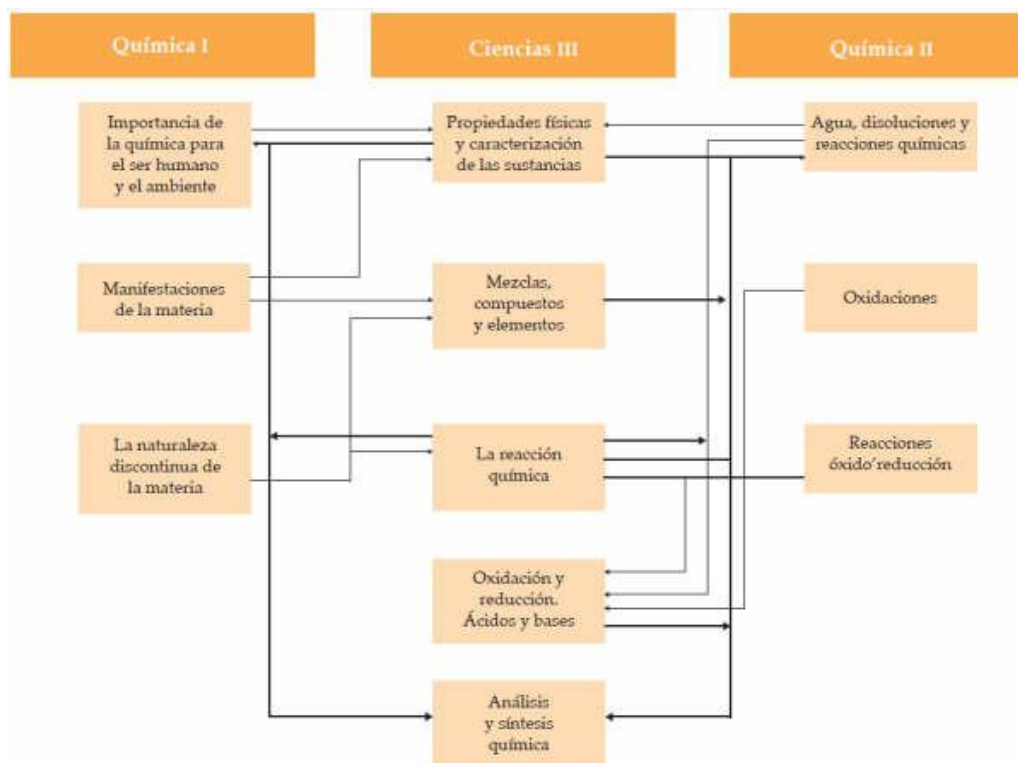 Química I
Ciencias III
Química II
Importancia de
la química para
el ser humano
y el ambiente
Propiedades físicas
y caracterización
de las sustancias
Agua, disoluciones y
reacciones químicas
Manifestaciones
de la materia
Mezclas,
compuestos
y elementos
Oxidaciones
La naturaleza
discontinua de
la materia
La reacción
química
Reacciones
óxido'reducción
Oxidación y
reducción.
Ácidos y bases
Análisis
y síntesis
química